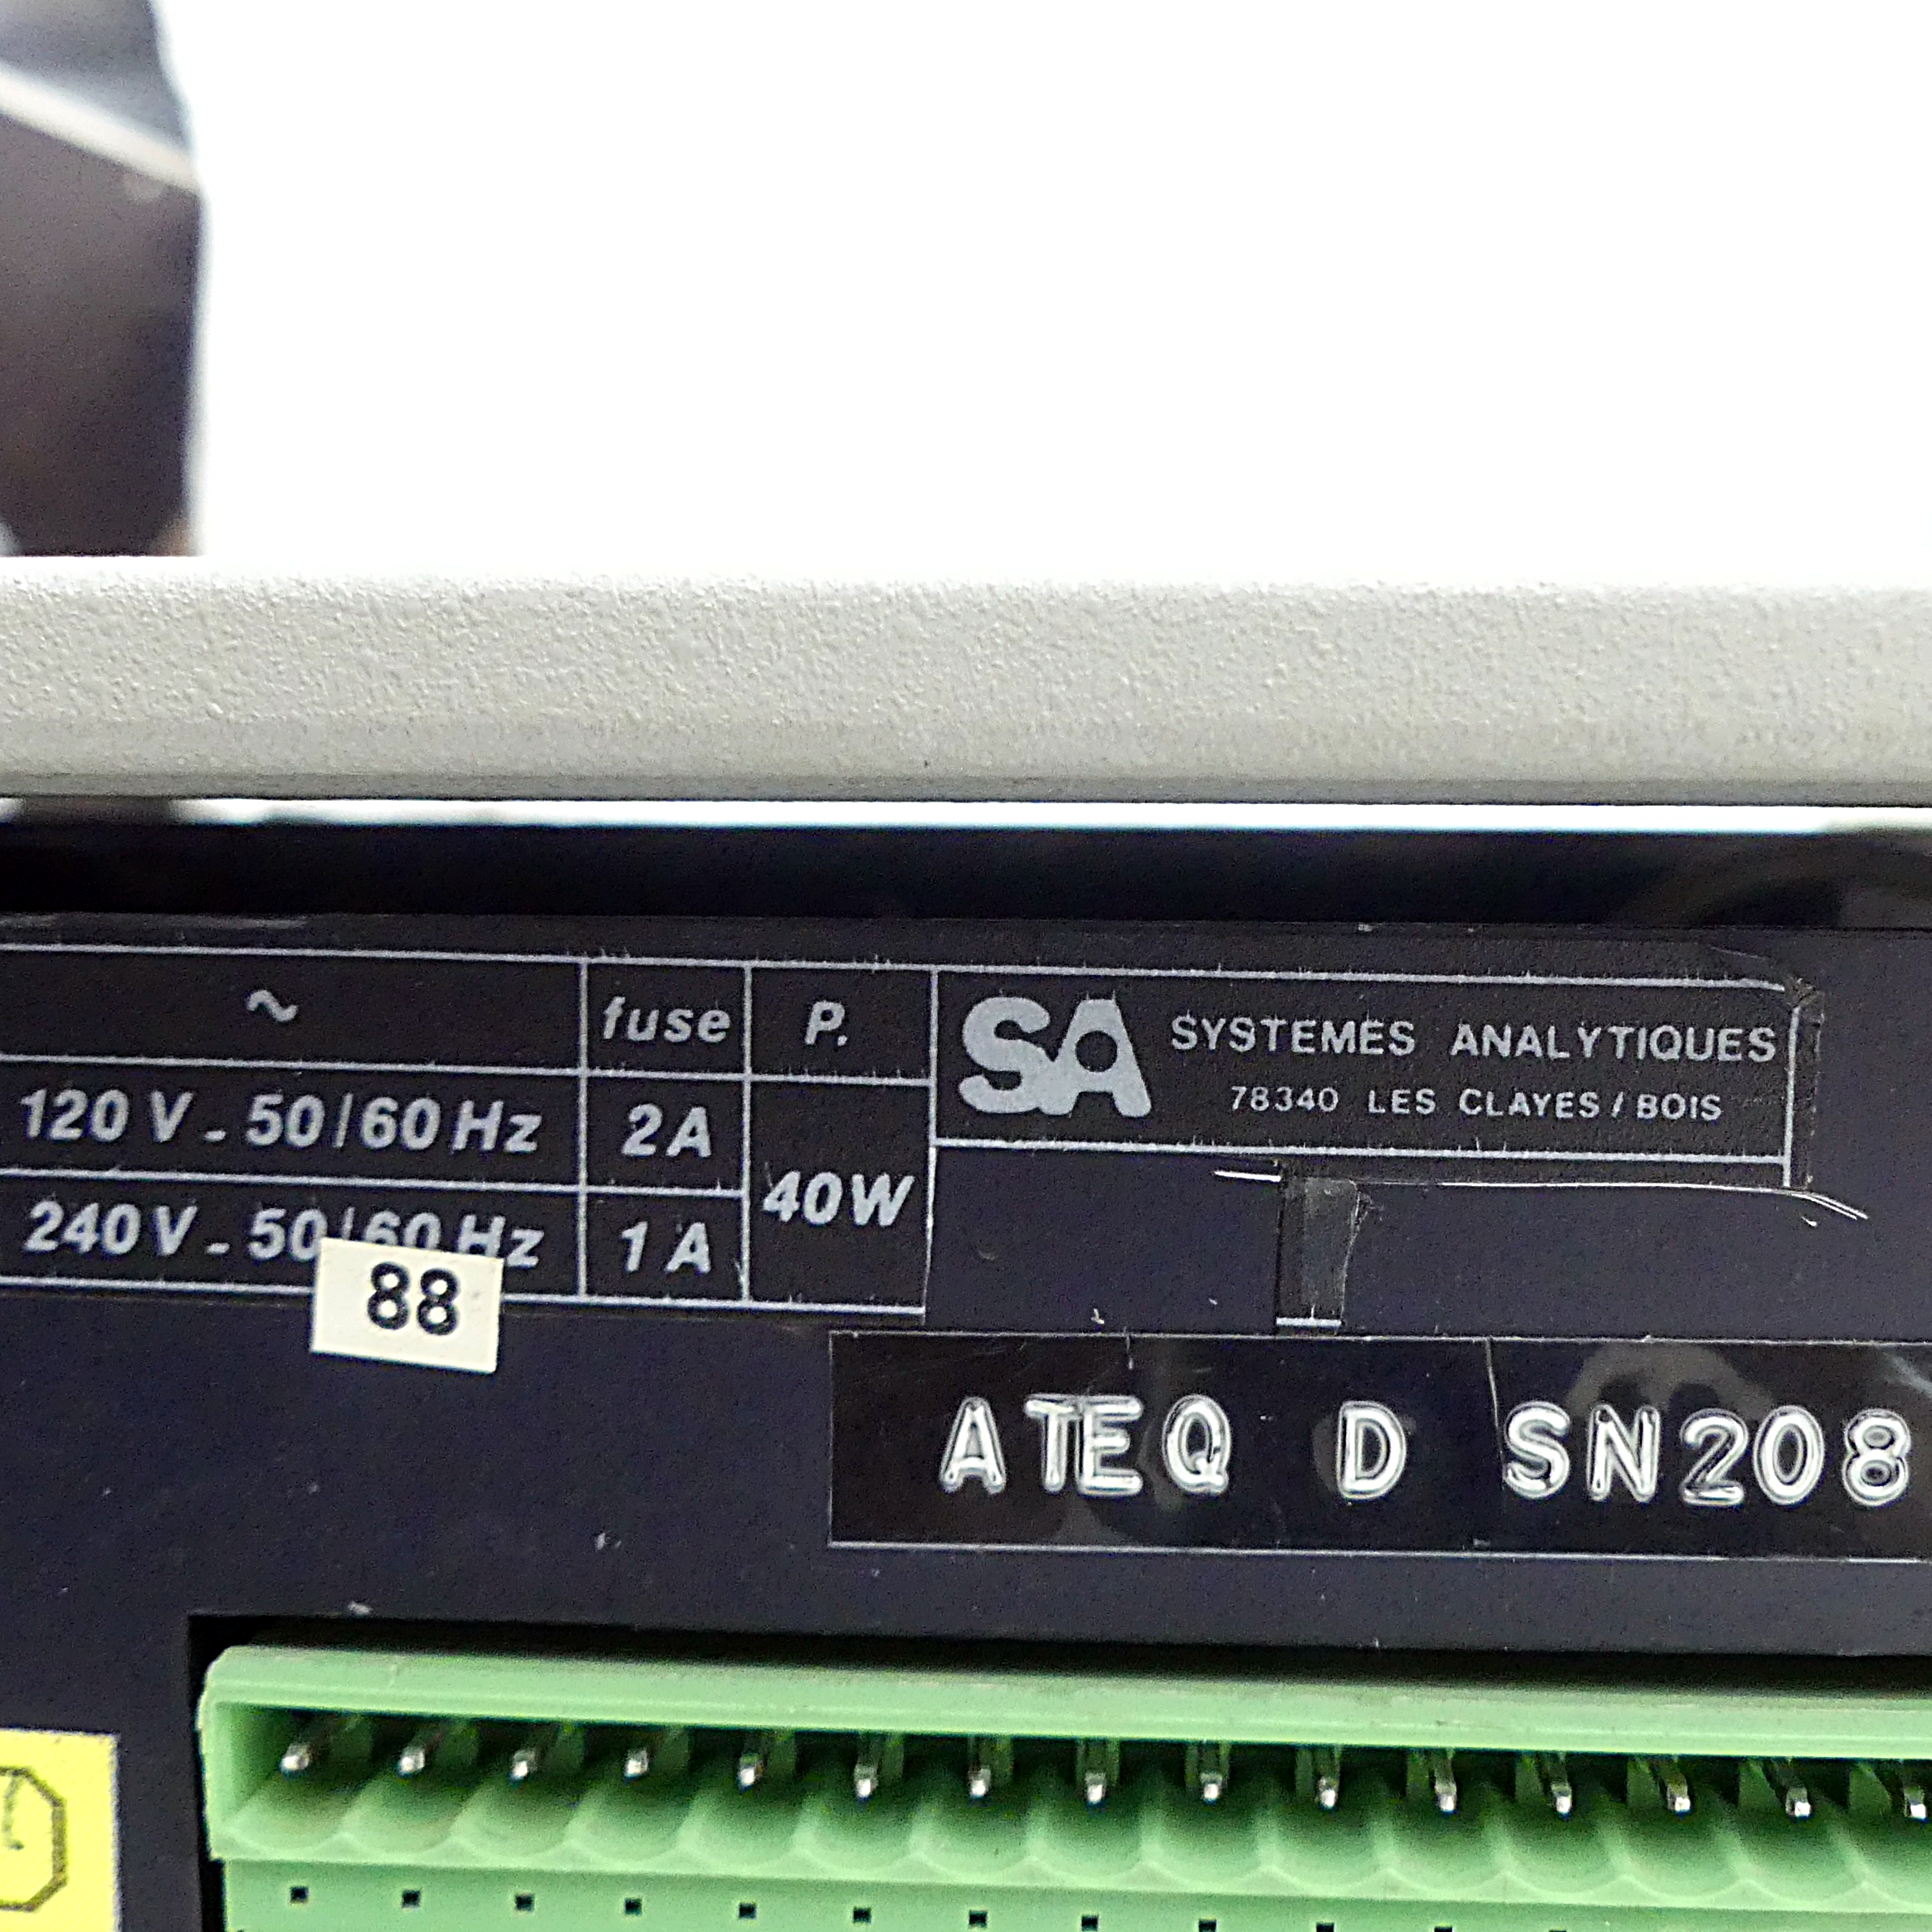 ~ fuse P.
SA SYSTEMES ANALYTIQUES
78340 LES CLAYES / BOIS
120 V - 50/60 Hz 2A
40W
240 V - 50/60 Hz 1 A
88
ATEQ D SN208